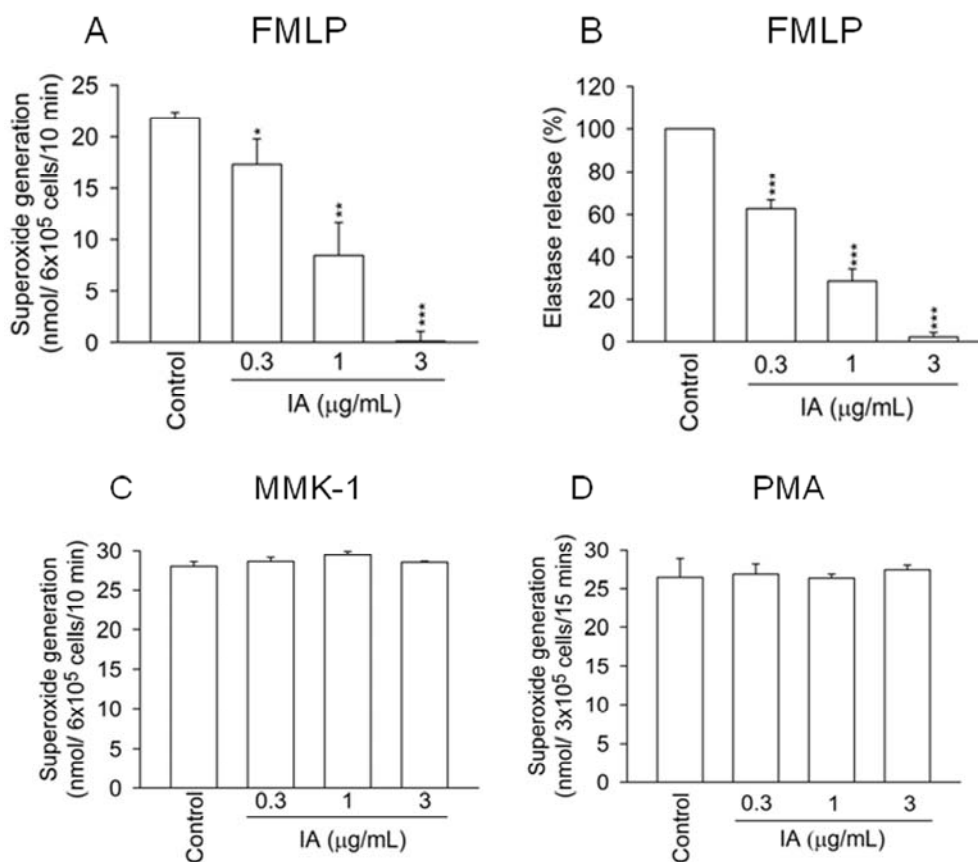 A FMLP
Superoxide generation
(nmol/ 6x10⁵ cells/10 min)
25
20
15
10
5
0
*
**
***
Control
0.3 1 3
IA (μg/mL)
B FMLP
Elastase release (%)
120
100
80
60
40
20
0
***
***
***
Control
0.3 1 3
IA (μg/mL)
C MMK-1
Superoxide generation
(nmol/ 6x10⁵ cells/10 min)
30
25
20
15
10
5
0
Control
0.3 1 3
IA (μg/mL)
D PMA
Superoxide generation
(nmol/ 3x10⁵ cells/15 mins)
30
25
20
15
10
5
0
Control
0.3 1 3
IA (μg/mL)